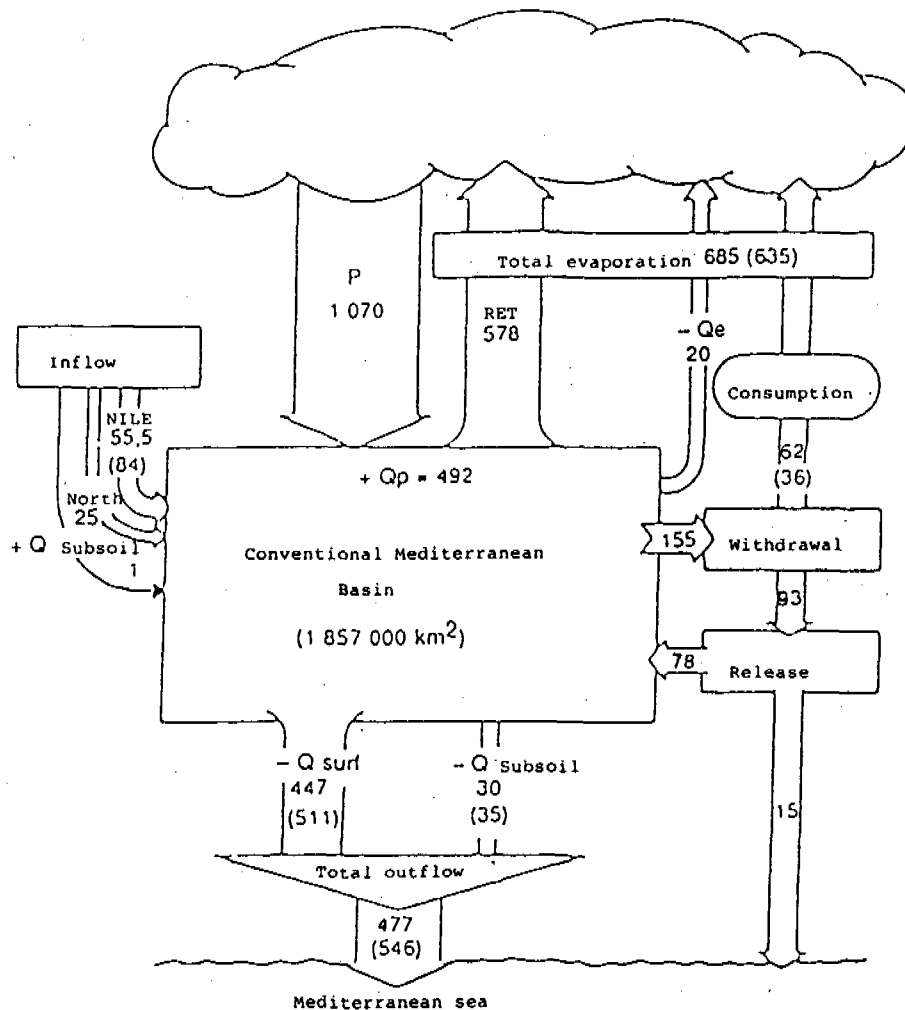 Total evaporation 685 (635)
P
1 070
RET
578
- Qe
20
Inflow
Consumption
NILE
55,5
(84)
62
(36)
+ Qp = 492
North
25
+ Q Subsoil
1
155
Withdrawal
Conventional Mediterranean
Basin
(1 857 000 km²)
93
78
Release
- Q surf
447
(511)
- Q Subsoil
30
(35)
15
Total outflow
477
(546)
Mediterranean sea